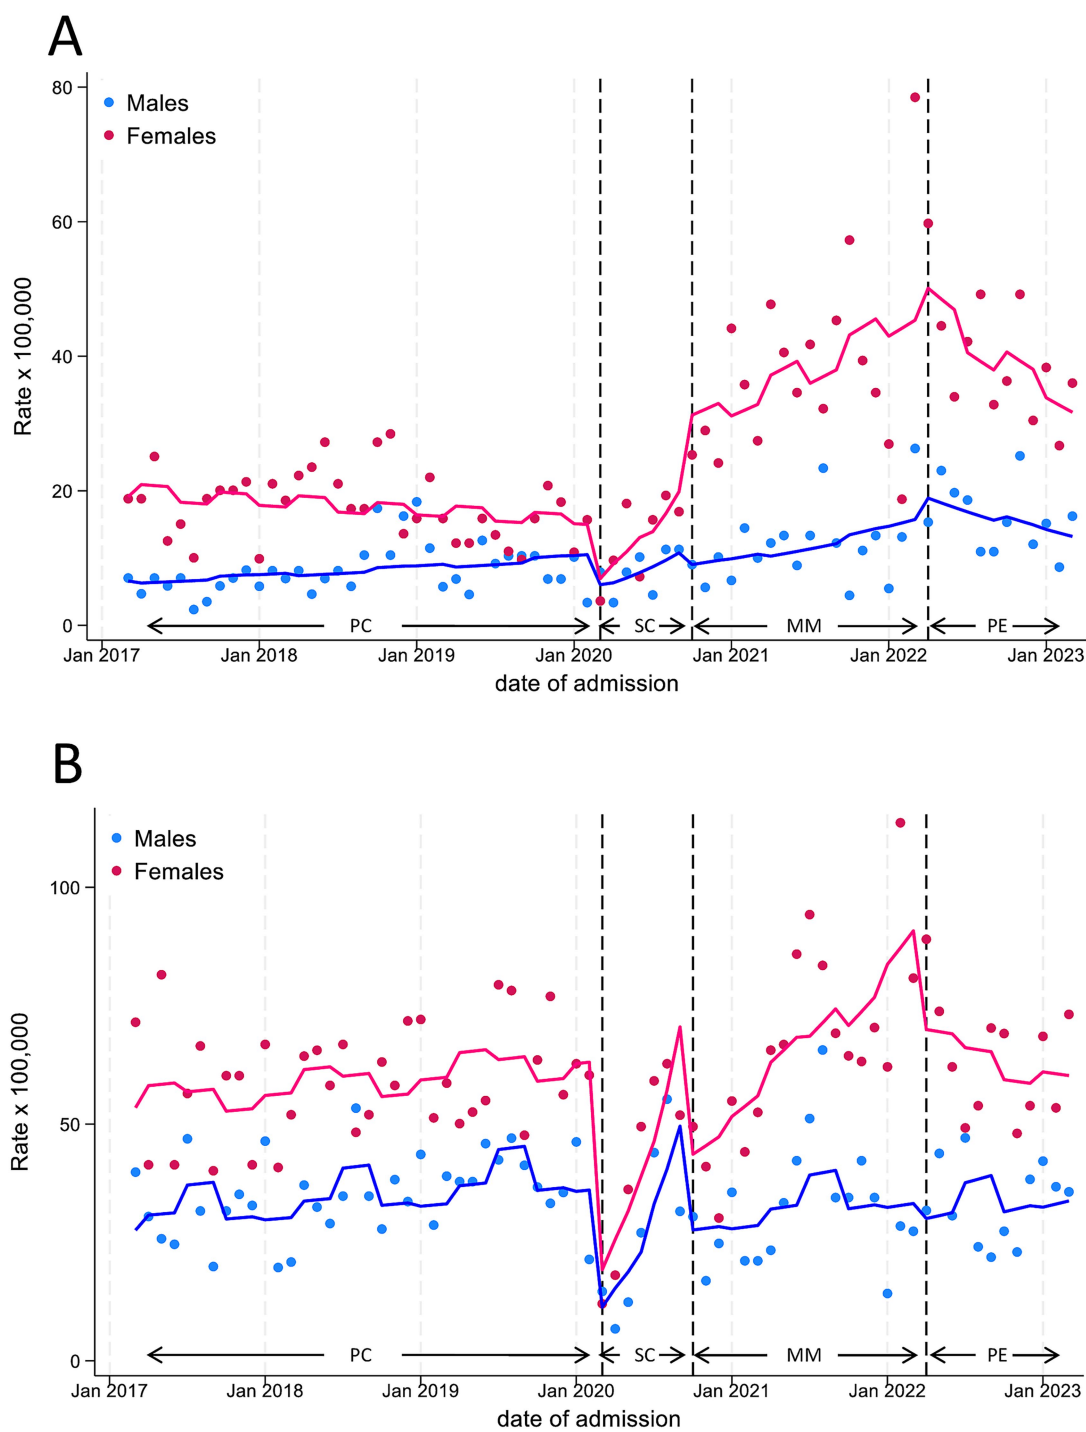 A
80
Males
Females
60
40
20
0
Rate x 100,000
PC
SC
MM
PE
Jan 2017
Jan 2018
Jan 2019
Jan 2020
Jan 2021
Jan 2022
Jan 2023
date of admission
B
Males
Females
100
50
0
Rate x 100,000
PC
SC
MM
PE
Jan 2017
Jan 2018
Jan 2019
Jan 2020
Jan 2021
Jan 2022
Jan 2023
date of admission